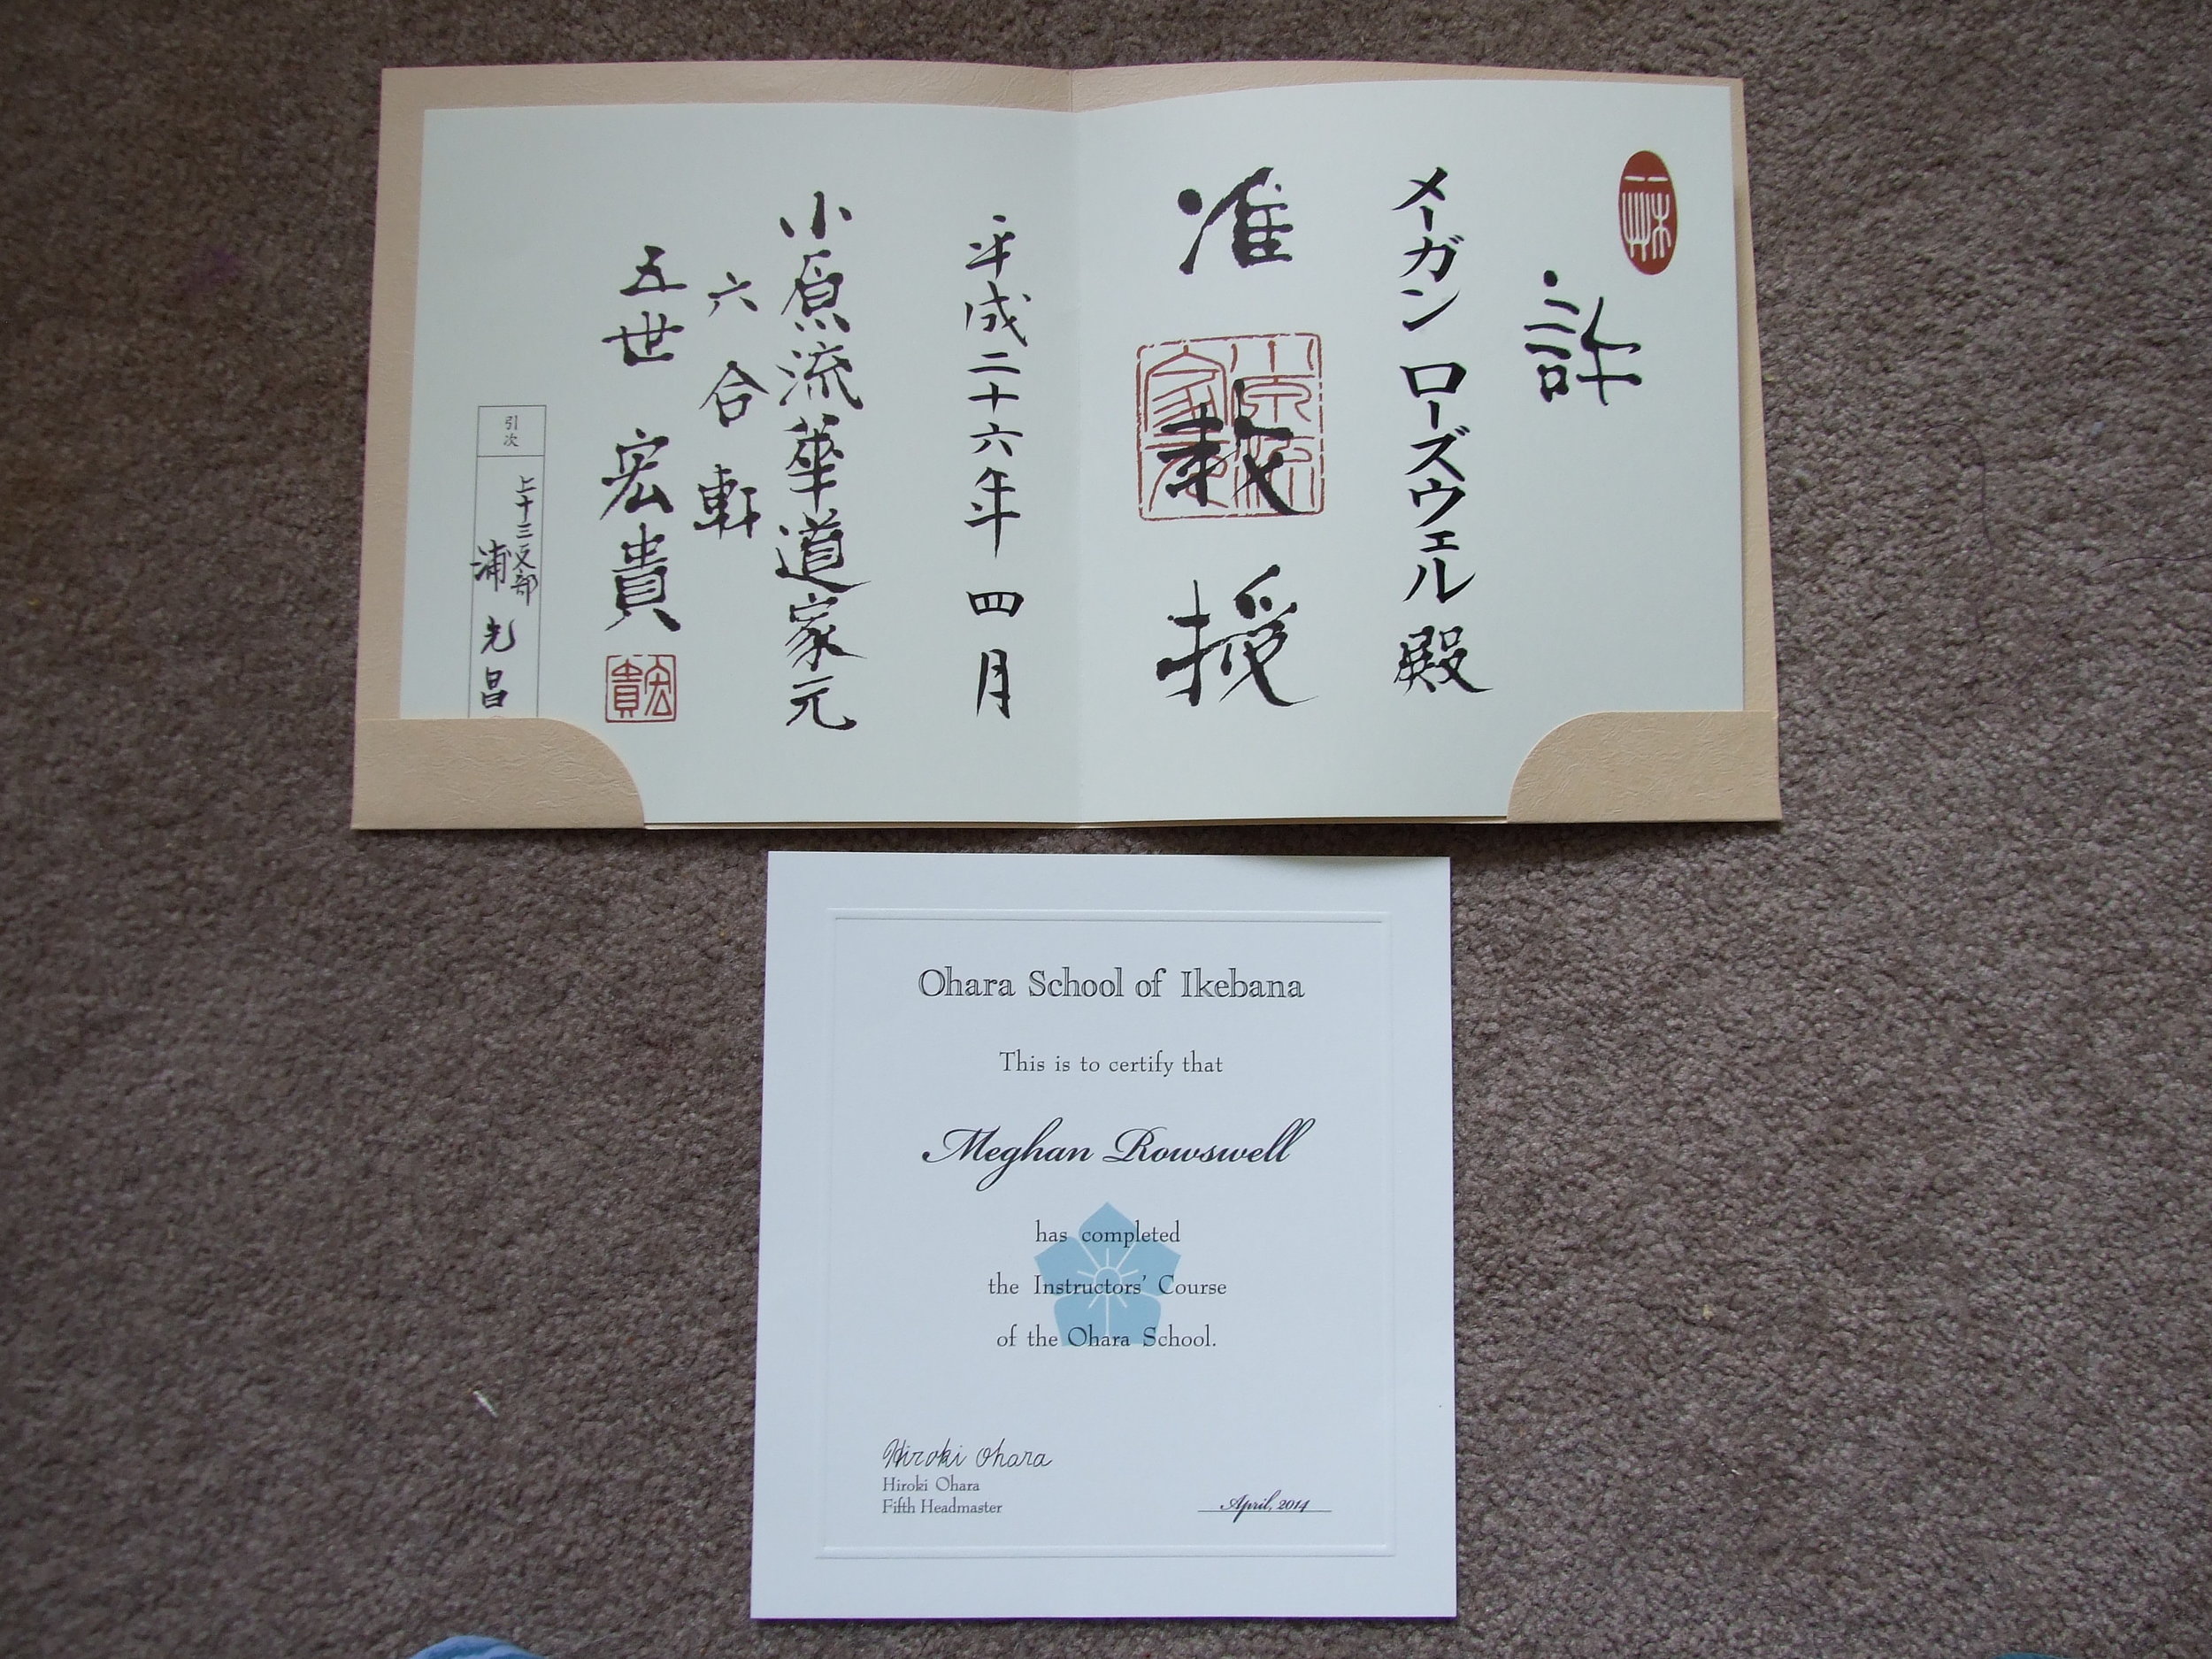 許
メーガン ローズウェル 殿
准教授
平成二十六年 四月
小原流華道家元
六合軒
五世 宏貴
宏貴
引次
浦 光昌
Ohara School of Ikebana
This is to certify that
Meghan Rowswell
has completed
the Instructors' Course
of the Ohara School.
Hiroki Ohara
Hiroki Ohara
Fifth Headmaster
April, 2014